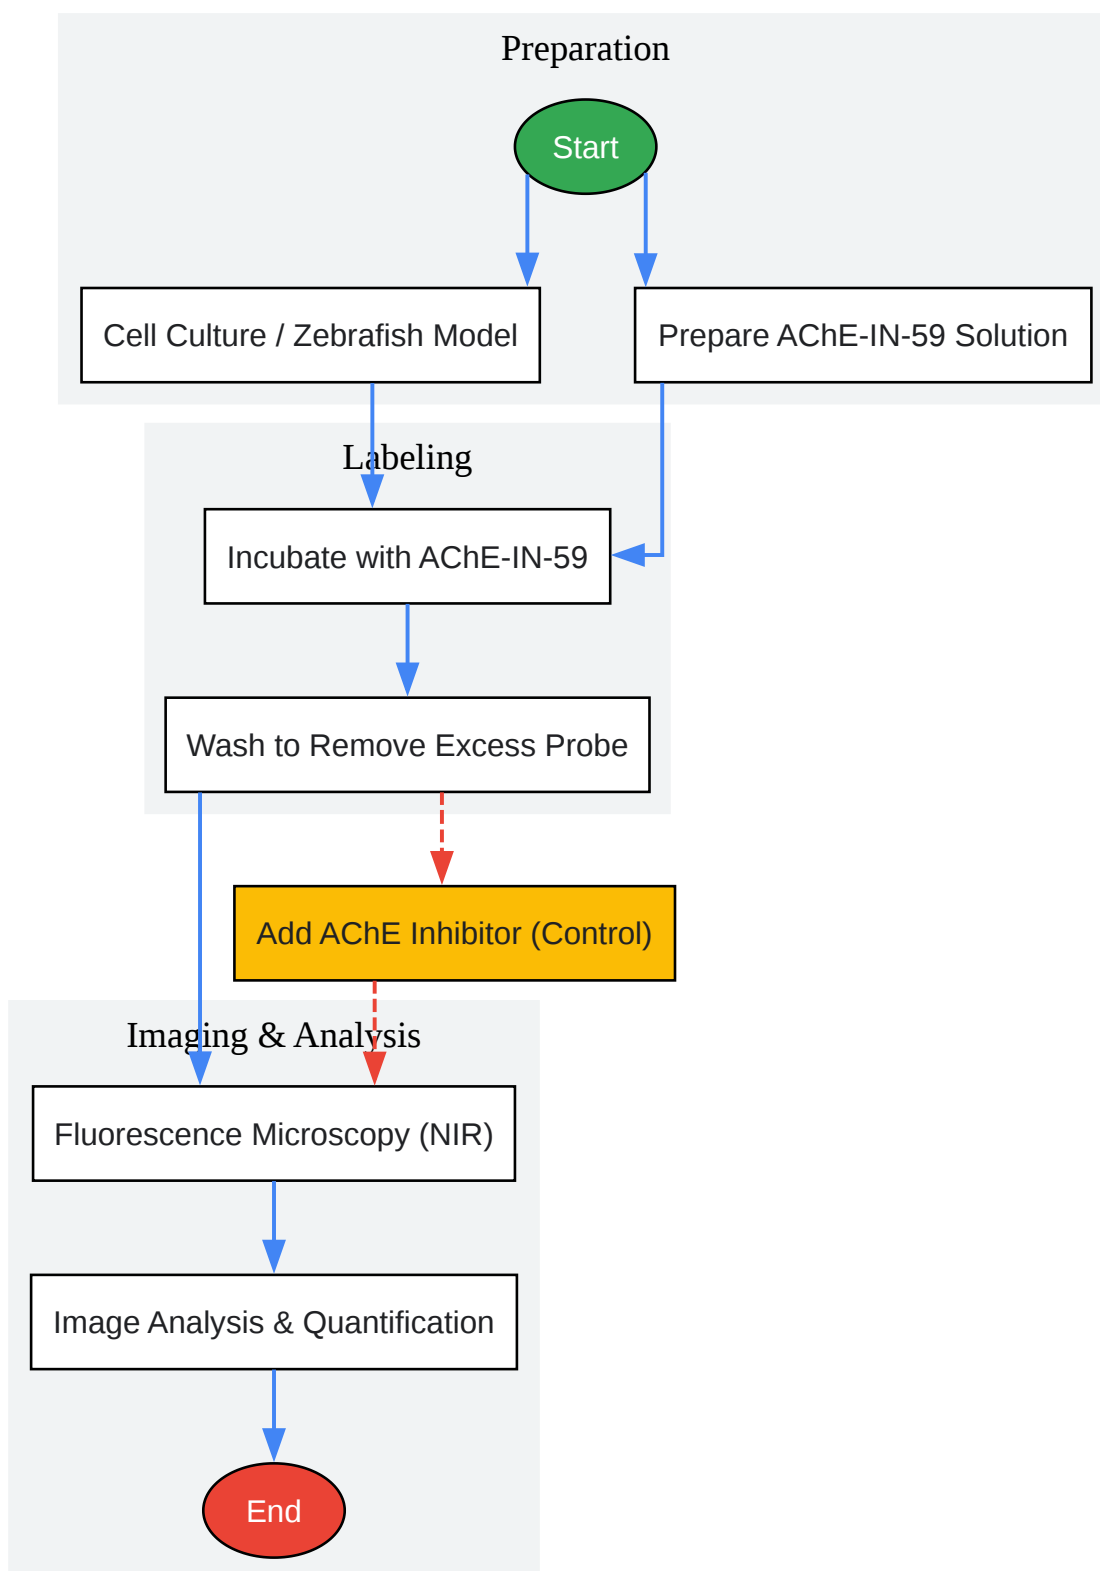 Preparation
Start
Cell Culture / Zebrafish Model
Prepare AChE-IN-59 Solution
Labeling
Incubate with AChE-IN-59
Wash to Remove Excess Probe
Add AChE Inhibitor (Control)
Imaging & Analysis
Fluorescence Microscopy (NIR)
Image Analysis & Quantification
End